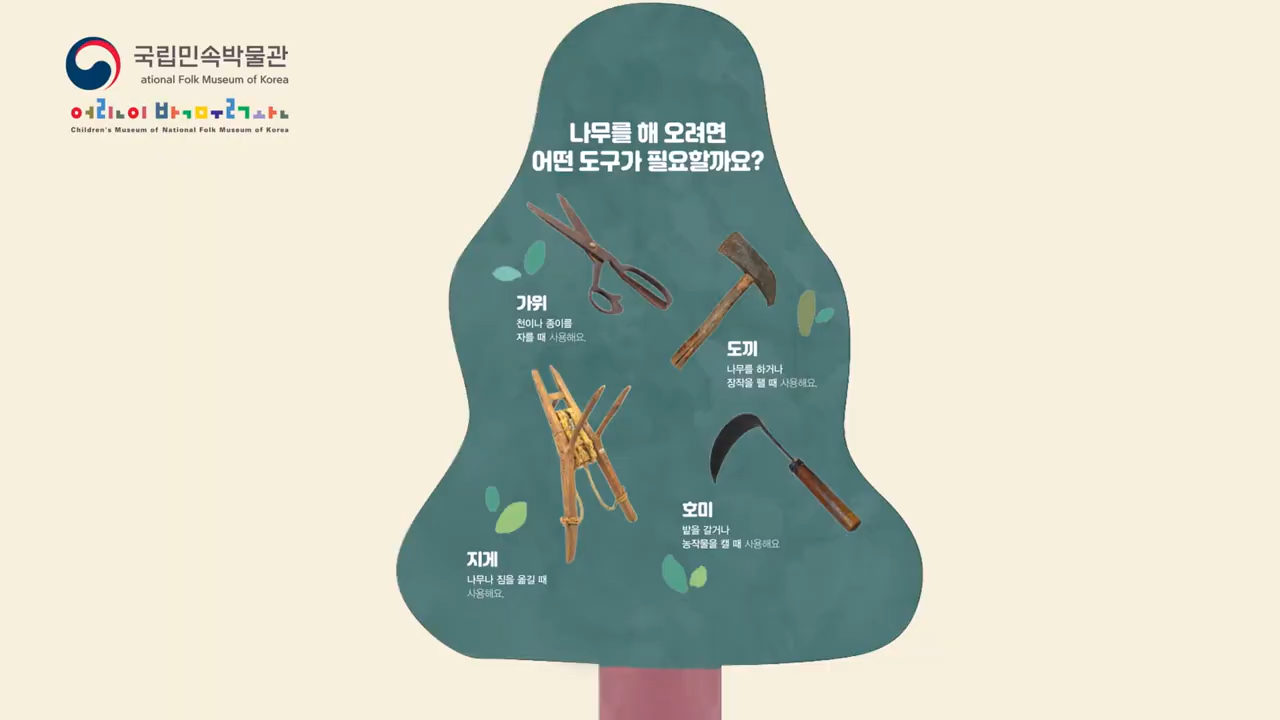 국립민속박물관
ational Folk Museum of Korea
어린이 박물관
Children's Museum of National Folk Museum of Korea
나무를 해 오려면
어떤 도구가 필요할까요?
가위
천이나 종이를
자를 때 사용해요.
도끼
나무를 하거나
장작을 팰 때 사용해요.
호미
밭을 갈거나
농작물을 캘 때 사용해요
지게
나무나 짐을 옮길 때
사용해요.